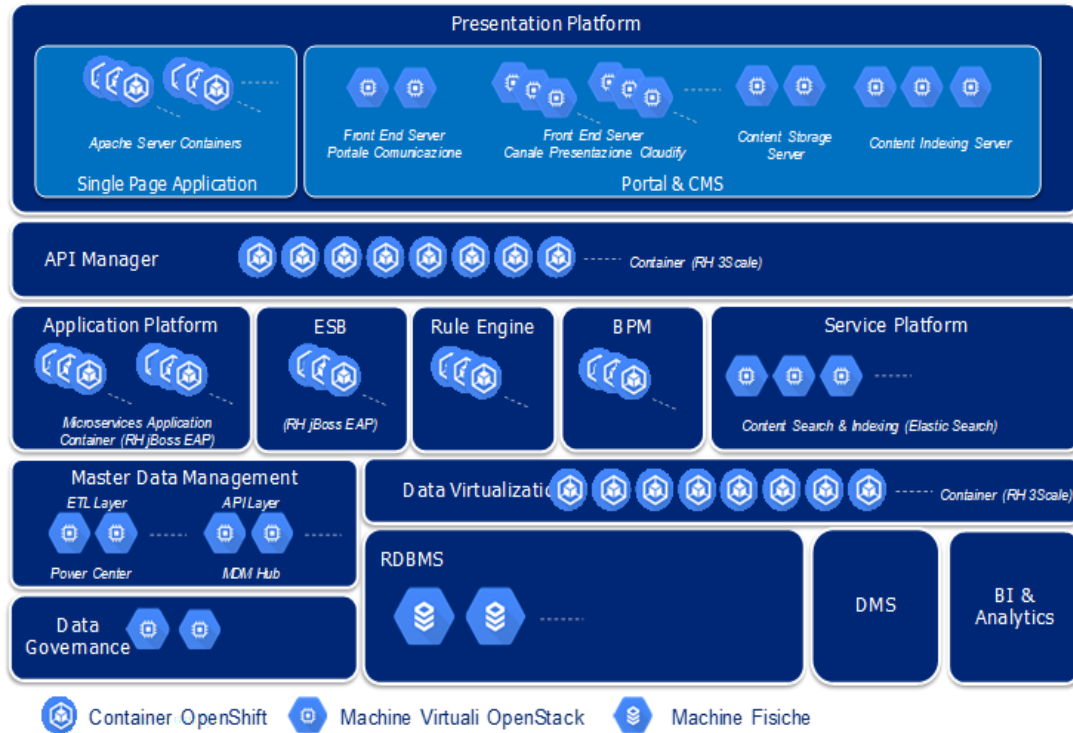 Presentation Platform
Apache Server Containers
Single Page Application
Front End Server
Portale Comunicazione
Front End Server
Canale Presentazione Cloudify
Content Storage
Server
Content Indexing Server
Portal & CMS
API Manager
Container (RH 3Scale)
Application Platform
Microservices Application
Container (RH jBoss EAP)
ESB
(RH jBoss EAP)
Rule Engine
BPM
Service Platform
Content Search & Indexing (Elastic Search)
Master Data Management
ETL Layer
API Layer
Power Center
MDM Hub
Data Virtualizatio
Container (RH 3Scale)
Data
Governance
RDBMS
DMS
BI &
Analytics
Container OpenShift
Machine Virtuali OpenStack
Machine Fisiche